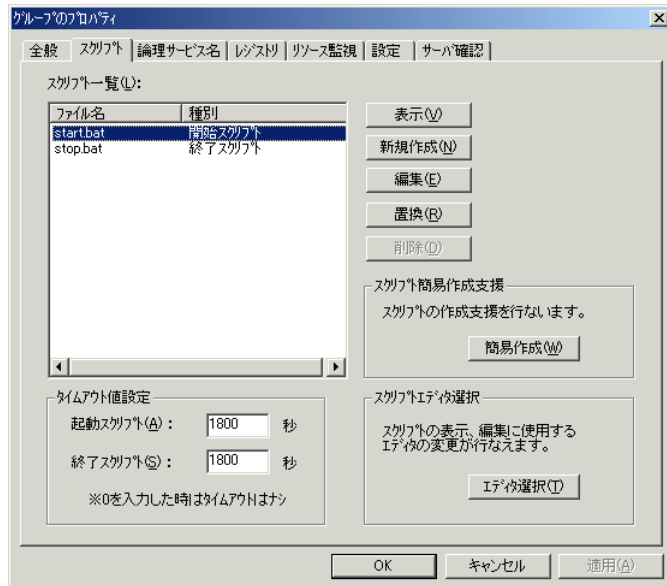 ｸﾞﾙｰﾌﾟのﾌﾟﾛﾊﾟﾃｨ
全般 ｽｸﾘﾌﾟﾄ 論理ｻｰﾋﾞｽ名 ﾚｼﾞｽﾄﾘ ﾘｿｰｽ監視 設定 ｻｰﾊﾞ確認
ｽｸﾘﾌﾟﾄ一覧(L):
ﾌｧｲﾙ名 種別
start.bat 開始ｽｸﾘﾌﾟﾄ
stop.bat 終了ｽｸﾘﾌﾟﾄ
表示(V)
新規作成(N)
編集(E)
置換(R)
削除(D)
ｽｸﾘﾌﾟﾄ簡易作成支援
ｽｸﾘﾌﾟﾄの作成支援を行ないます。
簡易作成(W)
ﾀｲﾑｱｳﾄ値設定
起動ｽｸﾘﾌﾟﾄ(A)： 1800 秒
終了ｽｸﾘﾌﾟﾄ(S)： 1800 秒
※0を入力した時はﾀｲﾑｱｳﾄはﾅｼ
ｽｸﾘﾌﾟﾄｴﾃﾞｨﾀ選択
ｽｸﾘﾌﾟﾄの表示、編集に使用する
ｴﾃﾞｨﾀの変更が行なえます。
ｴﾃﾞｨﾀ選択(T)
OK ｷｬﾝｾﾙ 適用(A)